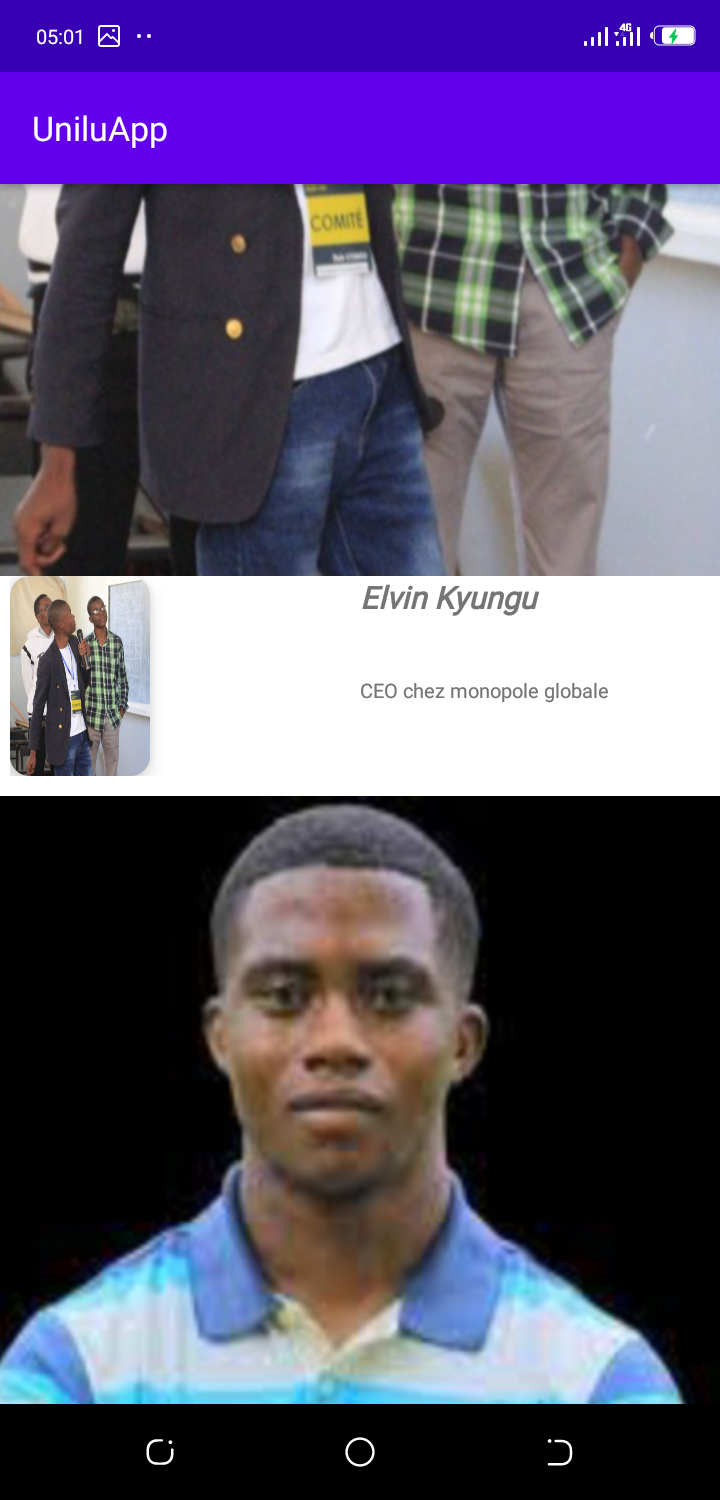 05:01
4G
UniluApp
COMITÉ
Elvin Kyungu
CEO chez monopole globale